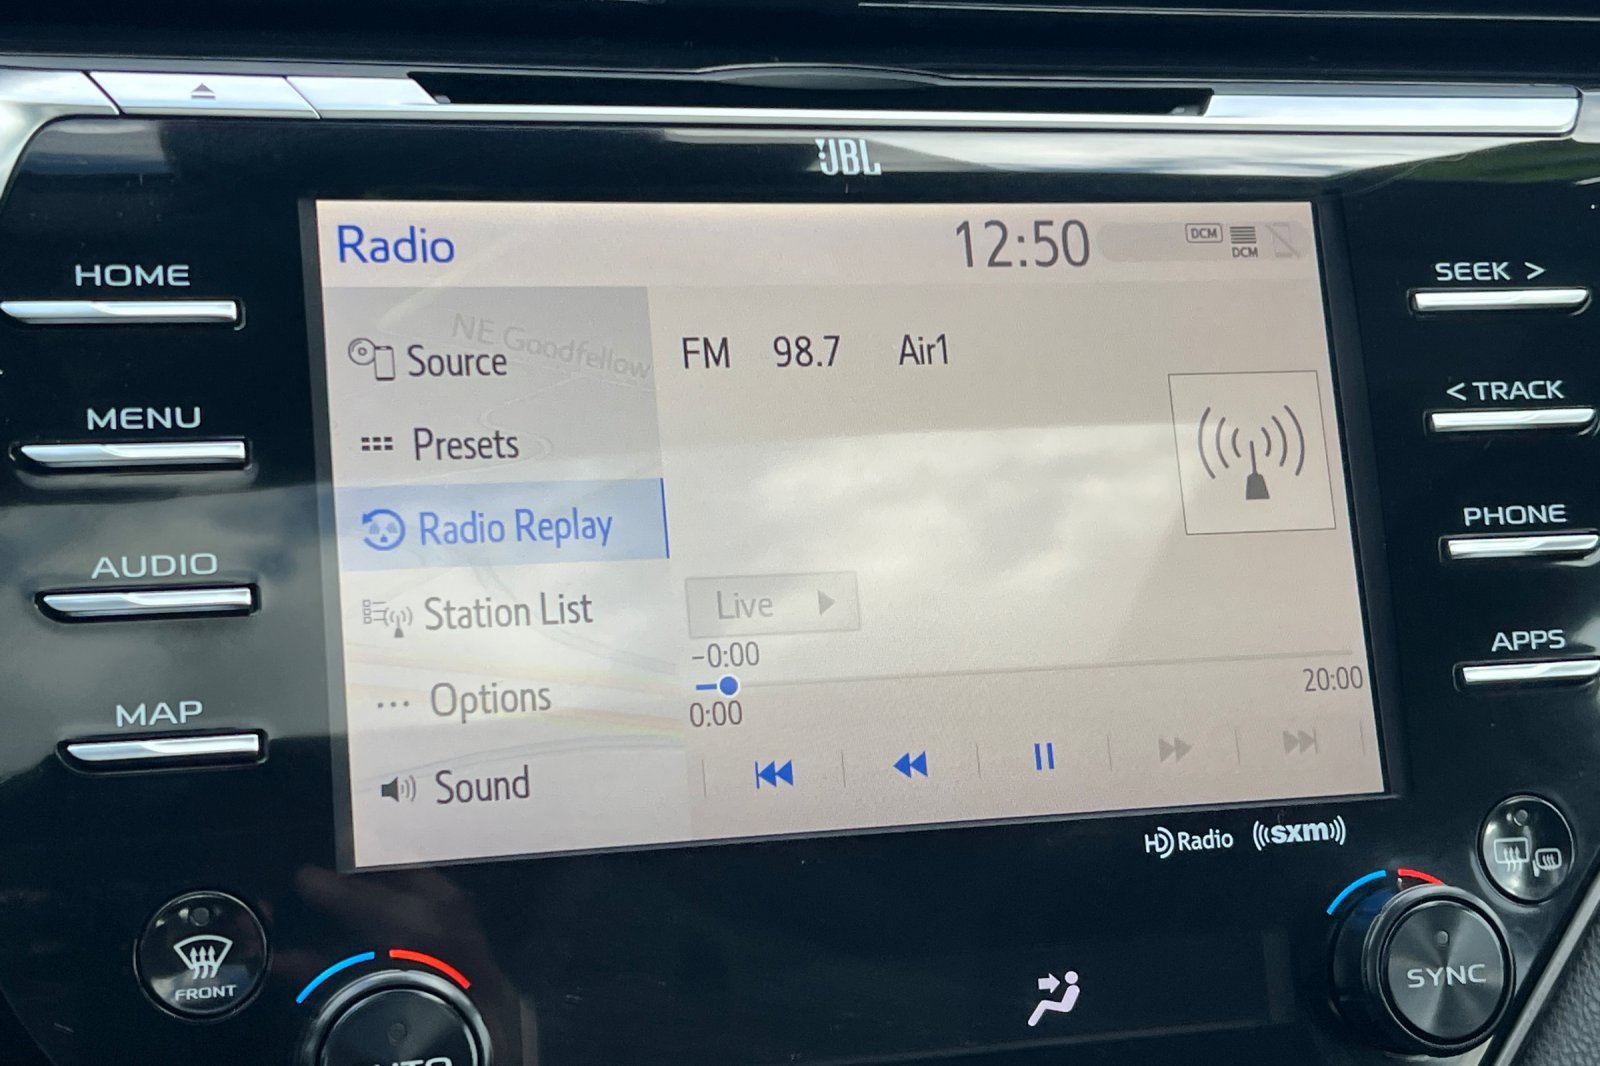 JBL
HOME
MENU
AUDIO
MAP
Radio
12:50
DCM
DCM
NE Goodfellow
Source
Presets
Radio Replay
Station List
Options
Sound
FM 98.7 Air1
Live
-0:00
0:00
20:00
SEEK >
< TRACK
PHONE
APPS
HD Radio
((sxm))
FRONT
SYNC